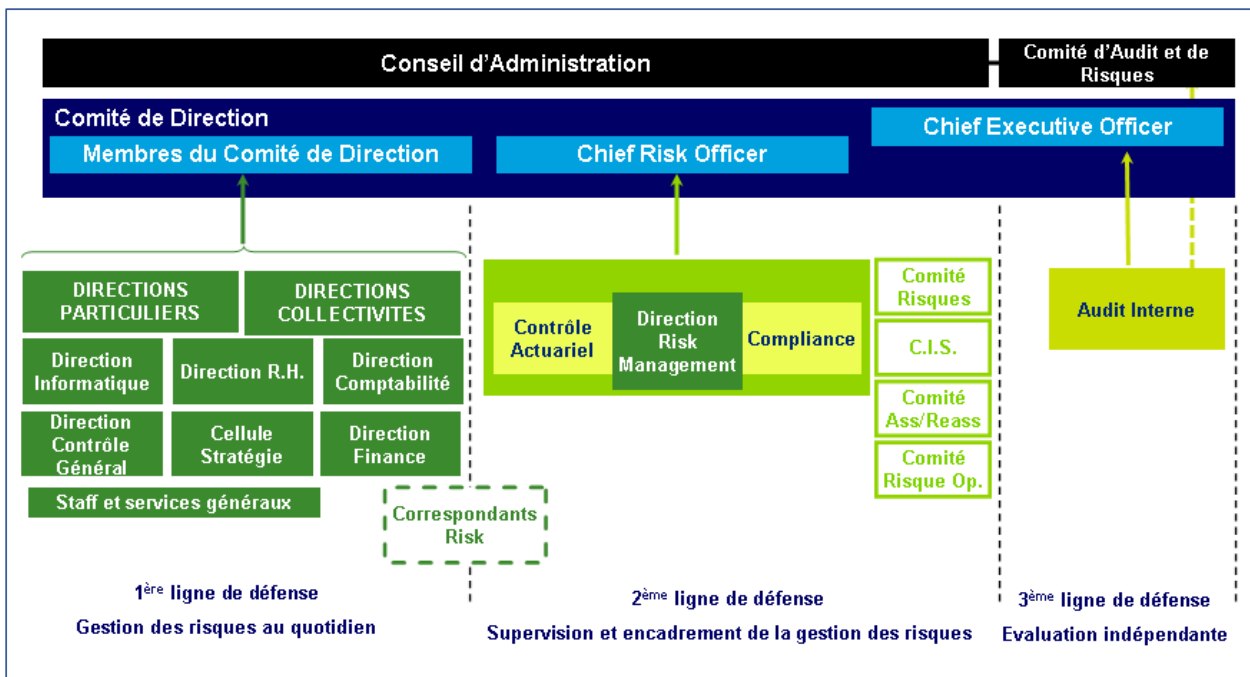 Conseil d'Administration
Comité d'Audit et de
Risques
Comité de Direction
Membres du Comité de Direction
Chief Risk Officer
Chief Executive Officer
DIRECTIONS
PARTICULIERS
DIRECTIONS
COLLECTIVITES
Direction
Informatique
Direction R.H.
Direction
Comptabilité
Direction
Contrôle
Général
Cellule
Stratégie
Direction
Finance
Staff et services généraux
Correspondants
Risk
Contrôle
Actuariel
Direction
Risk
Management
Compliance
Comité
Risques
C.I.S.
Comité
Ass/Reass
Comité
Risque Op.
Audit Interne
1ère ligne de défense
Gestion des risques au quotidien
2ème ligne de défense
Supervision et encadrement de la gestion des risques
3ème ligne de défense
Evaluation indépendante